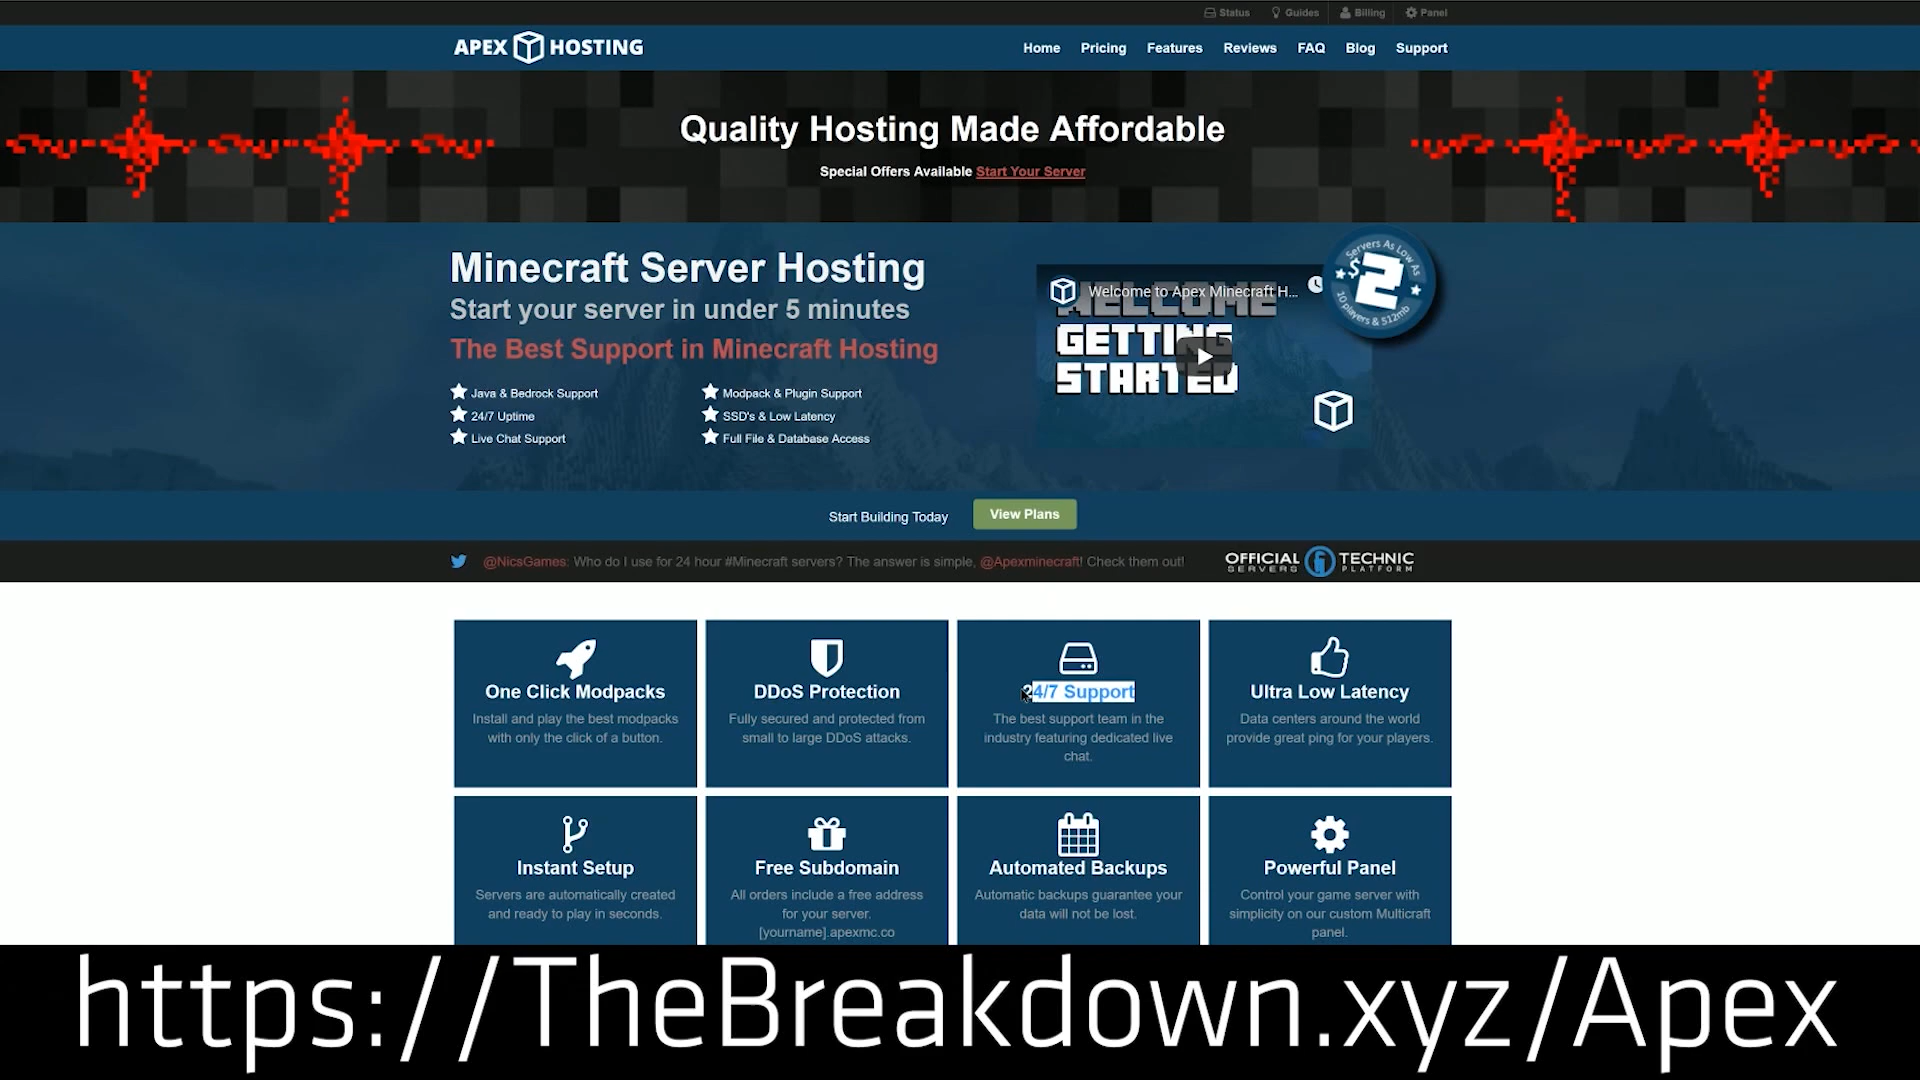 Status Guides Billing Panel
APEX HOSTING
Home Pricing Features Reviews FAQ Blog Support
Quality Hosting Made Affordable
Special Offers Available Start Your Server
Minecraft Server Hosting
Start your server in under 5 minutes
The Best Support in Minecraft Hosting
Java & Bedrock Support
24/7 Uptime
Live Chat Support
Modpack & Plugin Support
SSD's & Low Latency
Full File & Database Access
Welcome to Apex Minecraft H...
WELCOME
GETTING
STARTED
Servers As Low As
$2
10 players & 512mb
Start Building Today View Plans
@NicsGames: Who do I use for 24 hour #Minecraft servers? The answer is simple, @Apexminecraft! Check them out!
OFFICIAL TECHNIC
SERVERS PLATFORM
One Click Modpacks
Install and play the best modpacks
with only the click of a button.
DDoS Protection
Fully secured and protected from
small to large DDoS attacks.
24/7 Support
The best support team in the
industry featuring dedicated live
chat.
Ultra Low Latency
Data centers around the world
provide great ping for your players.
Instant Setup
Servers are automatically created
and ready to play in seconds.
Free Subdomain
All orders include a free address
for your server.
[yourname].apexmc.co
Automated Backups
Automatic backups guarantee your
data will not be lost.
Powerful Panel
Control your game server with
simplicity on our custom Multicraft
panel.
https://TheBreakdown.xyz/Apex